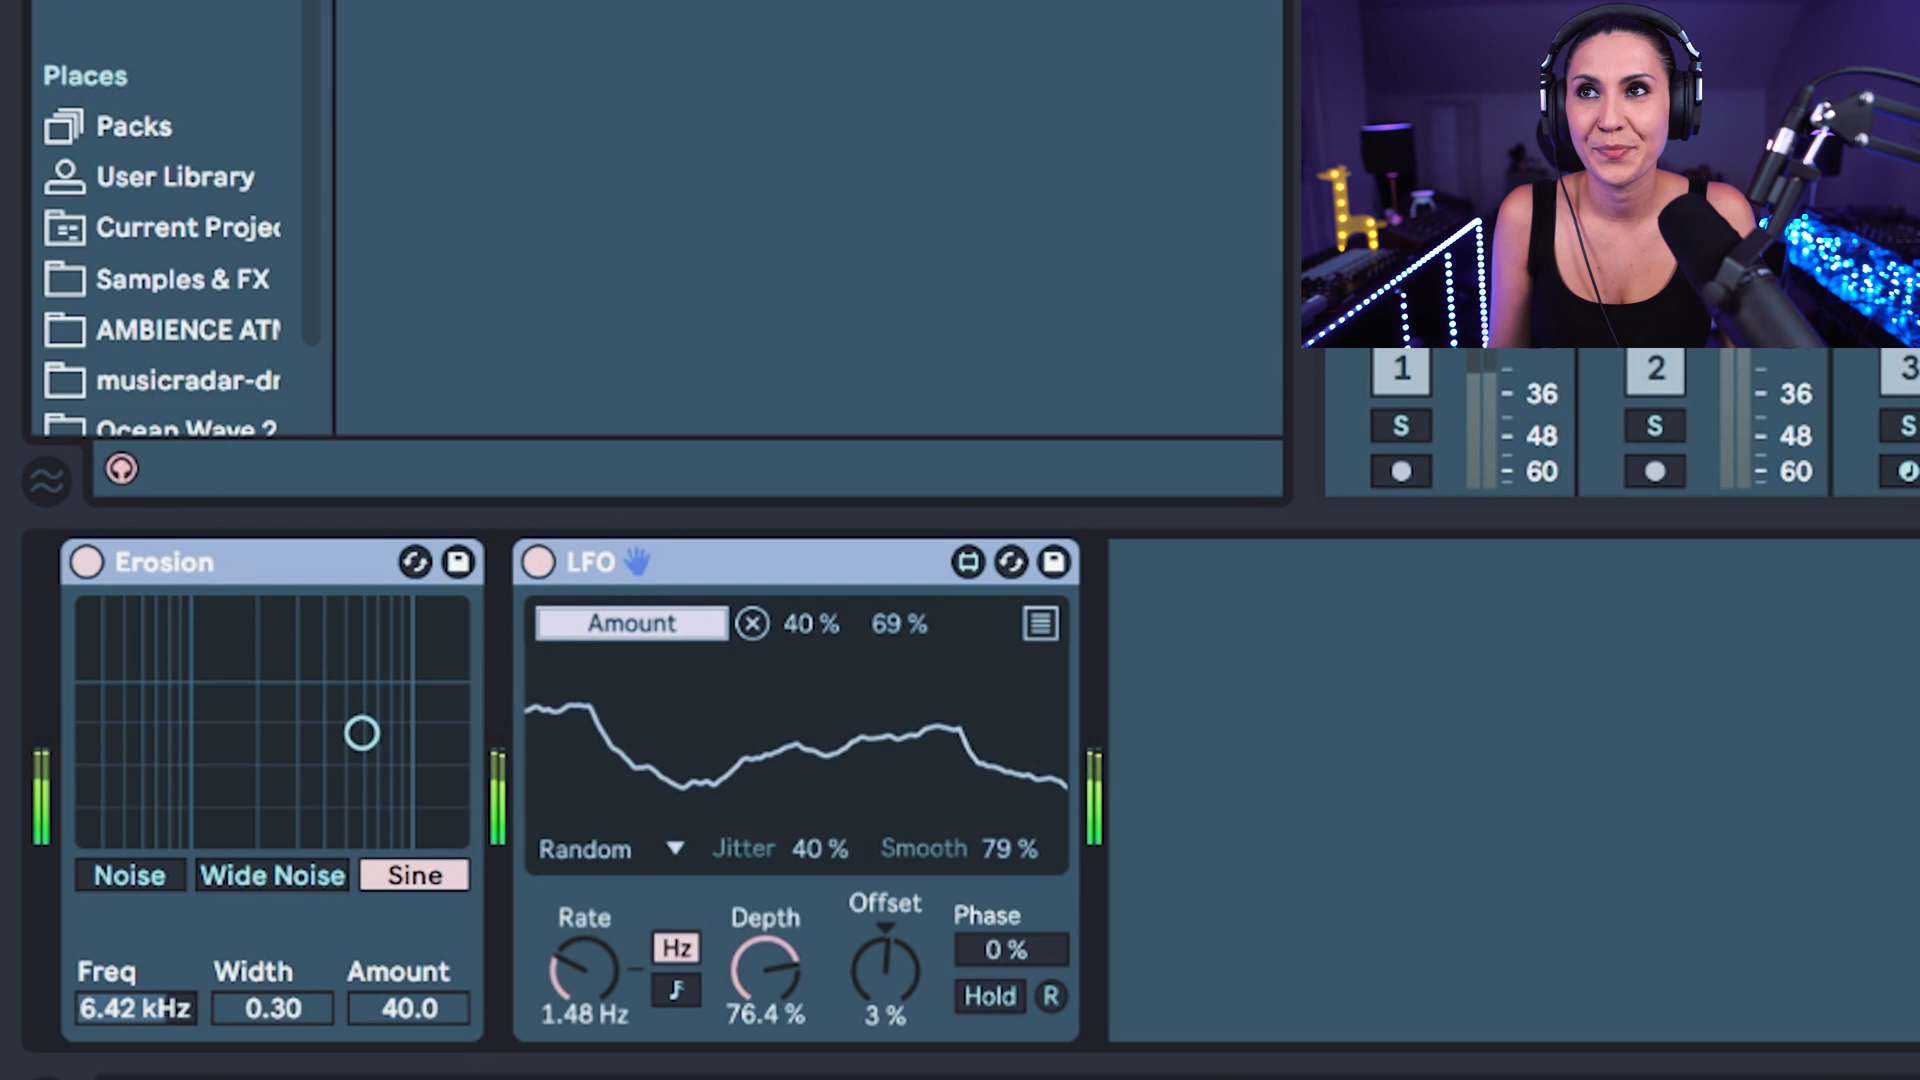 Places
Packs
User Library
Current Projec
Samples & FX
AMBIENCE ATM
musicradar-dr
Ocean Wave 2
1
S
36
48
60
2
S
36
48
60
3
S
Erosion
Noise
Wide Noise
Sine
Freq
Width
Amount
6.42 kHz
0.30
40.0
LFO
Amount
40 %
69 %
Random
Jitter
40 %
Smooth
79 %
Rate
1.48 Hz
Hz
Depth
76.4 %
Offset
3 %
Phase
0 %
Hold
R